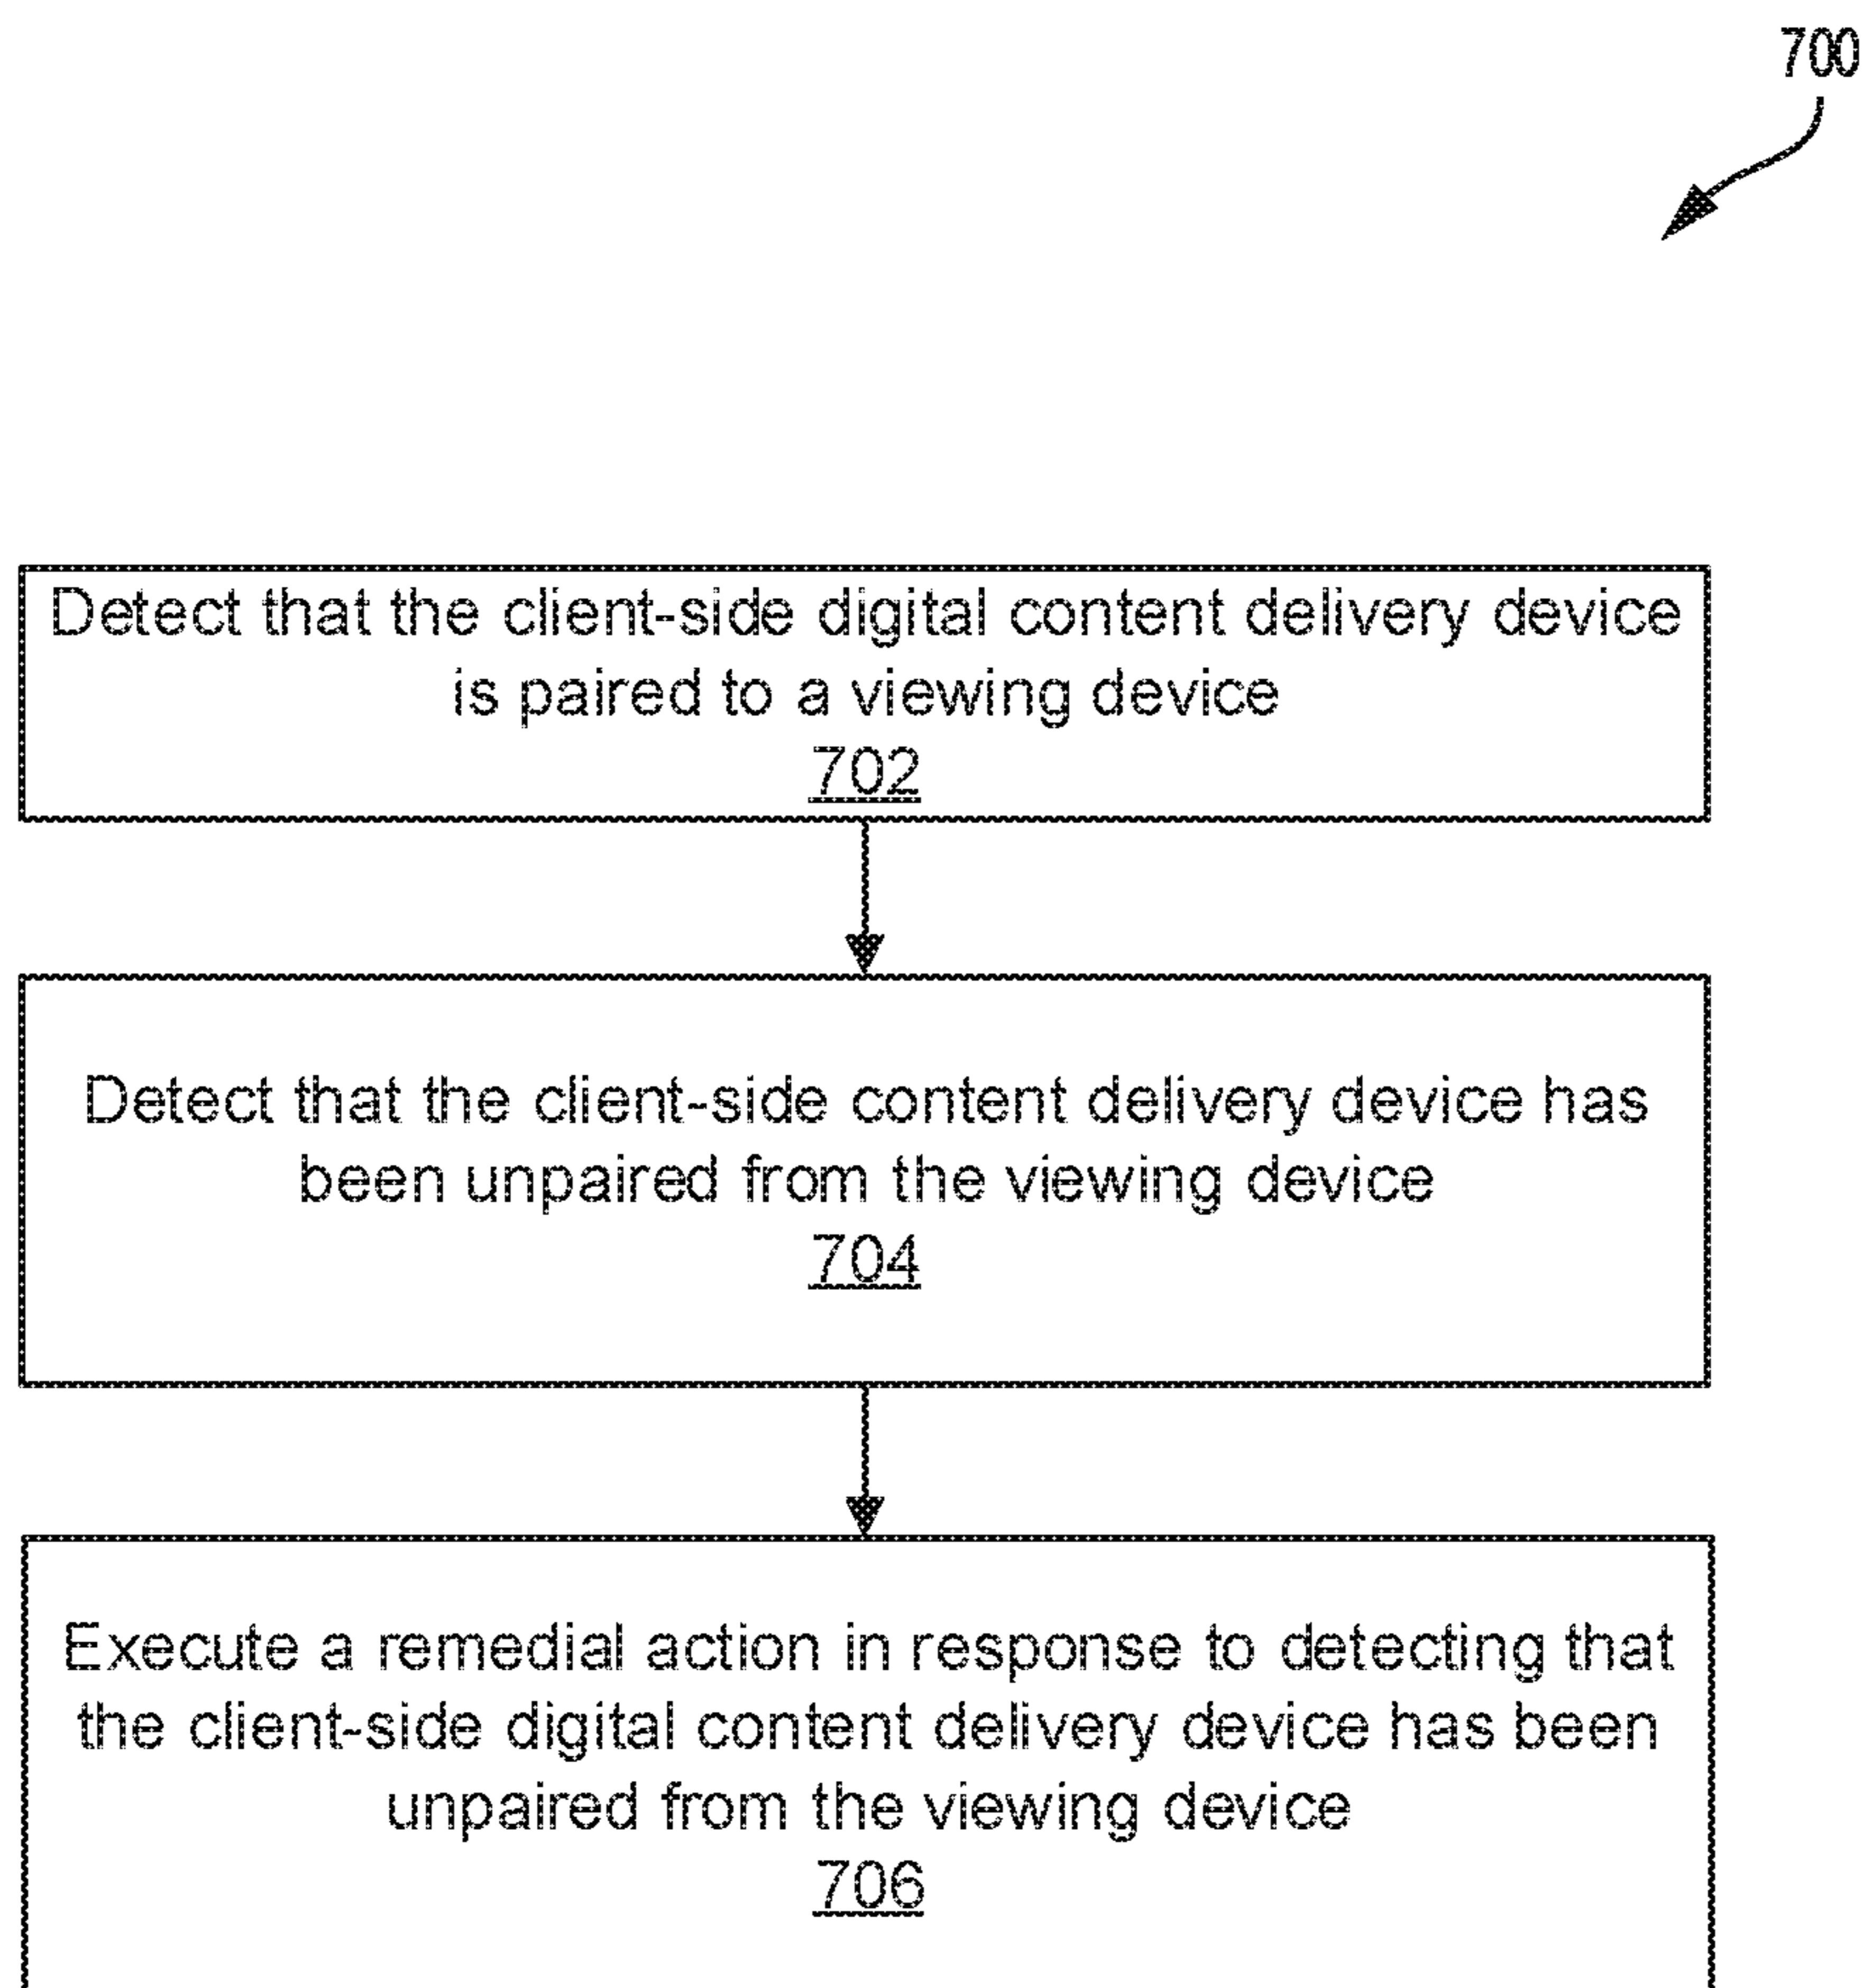 700
Detect that the client-side digital content delivery device
is paired to a viewing device
702
Detect that the client-side content delivery device has
been unpaired from the viewing device
704
Execute a remedial action in response to detecting that
the client-side digital content delivery device has been
unpaired from the viewing device
706